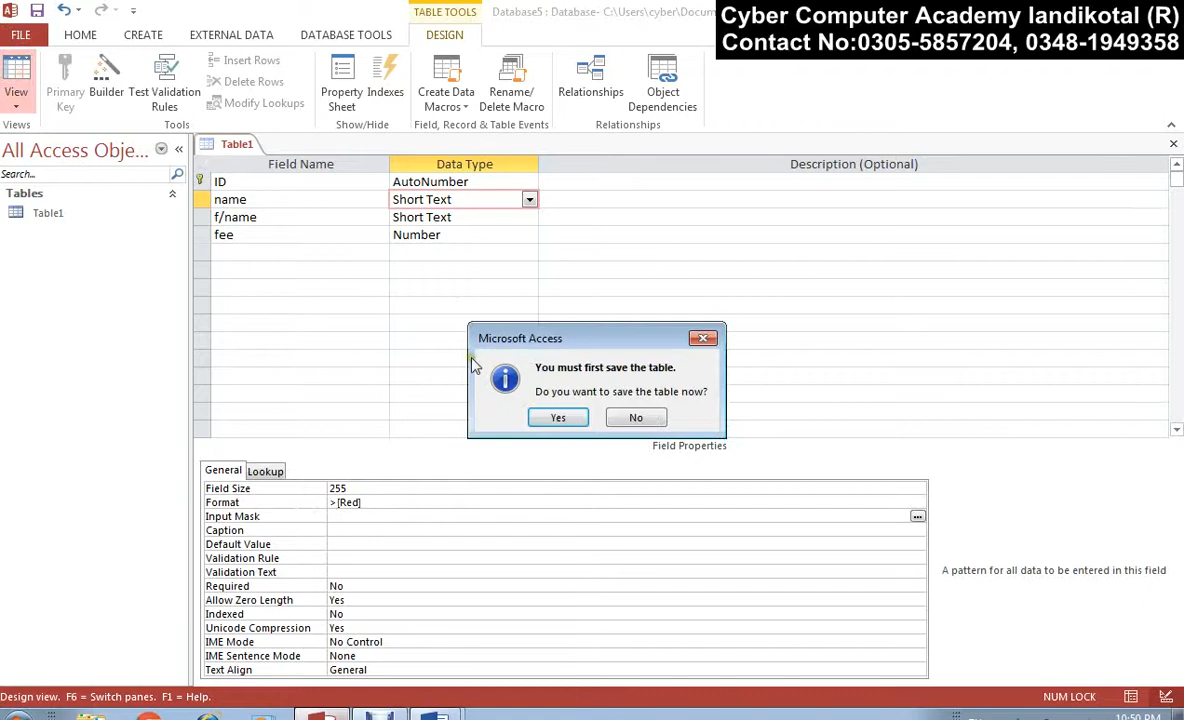 TABLE TOOLS
Database5 : Database- C:\Users\cyber\Docum
Cyber Computer Academy landikotal (R)
Contact No:0305-5857204, 0348-1949358
FILE HOME CREATE EXTERNAL DATA DATABASE TOOLS DESIGN
View
Primary Key
Builder
Test Validation Rules
Insert Rows
Delete Rows
Modify Lookups
Property Sheet
Indexes
Create Data Macros
Rename/ Delete Macro
Relationships
Object Dependencies
Views Tools Show/Hide Field, Record & Table Events Relationships
All Access Obje...
Search...
Tables
Table1
Table1
Field Name Data Type Description (Optional)
ID AutoNumber
name Short Text
f/name Short Text
fee Number
Microsoft Access
You must first save the table.
Do you want to save the table now?
Yes No
Field Properties
General Lookup
Field Size 255
Format >[Red]
Input Mask
Caption
Default Value
Validation Rule
Validation Text
Required No
Allow Zero Length Yes
Indexed No
Unicode Compression Yes
IME Mode No Control
IME Sentence Mode None
Text Align General
A pattern for all data to be entered in this field
Design view. F6 = Switch panes. F1 = Help.
NUM LOCK
10:50 PM